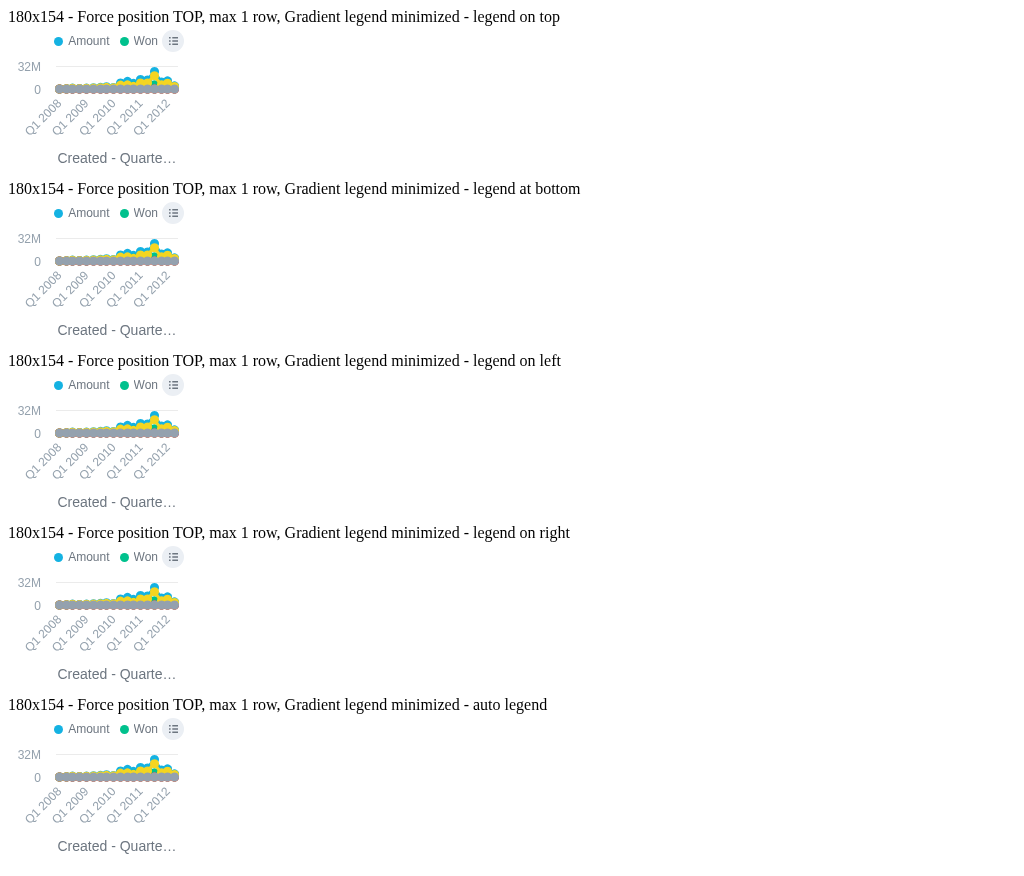 180x154 - Force position TOP, max 1 row, Gradient legend minimized - legend on top
Amount Won
32M
0
Q1 2008 Q1 2009 Q1 2010 Q1 2011 Q1 2012
Created - Quarte…
180x154 - Force position TOP, max 1 row, Gradient legend minimized - legend at bottom
Amount Won
32M
0
Q1 2008 Q1 2009 Q1 2010 Q1 2011 Q1 2012
Created - Quarte…
180x154 - Force position TOP, max 1 row, Gradient legend minimized - legend on left
Amount Won
32M
0
Q1 2008 Q1 2009 Q1 2010 Q1 2011 Q1 2012
Created - Quarte…
180x154 - Force position TOP, max 1 row, Gradient legend minimized - legend on right
Amount Won
32M
0
Q1 2008 Q1 2009 Q1 2010 Q1 2011 Q1 2012
Created - Quarte…
180x154 - Force position TOP, max 1 row, Gradient legend minimized - auto legend
Amount Won
32M
0
Q1 2008 Q1 2009 Q1 2010 Q1 2011 Q1 2012
Created - Quarte…